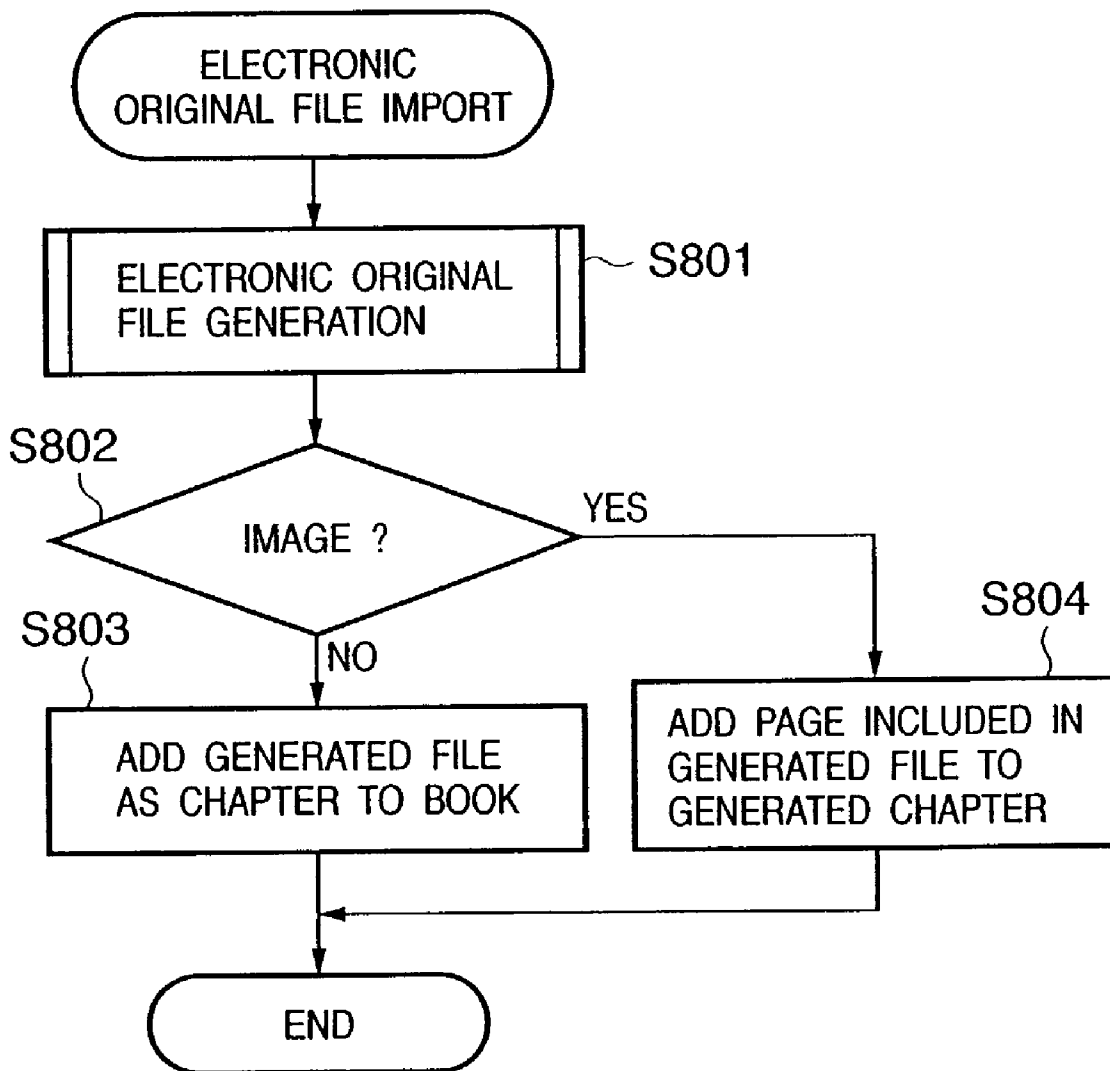 ELECTRONIC
ORIGINAL FILE IMPORT
ELECTRONIC ORIGINAL
FILE GENERATION
S801
S802
IMAGE ?
YES
NO
S803
ADD GENERATED FILE
AS CHAPTER TO BOOK
S804
ADD PAGE INCLUDED IN
GENERATED FILE TO
GENERATED CHAPTER
END